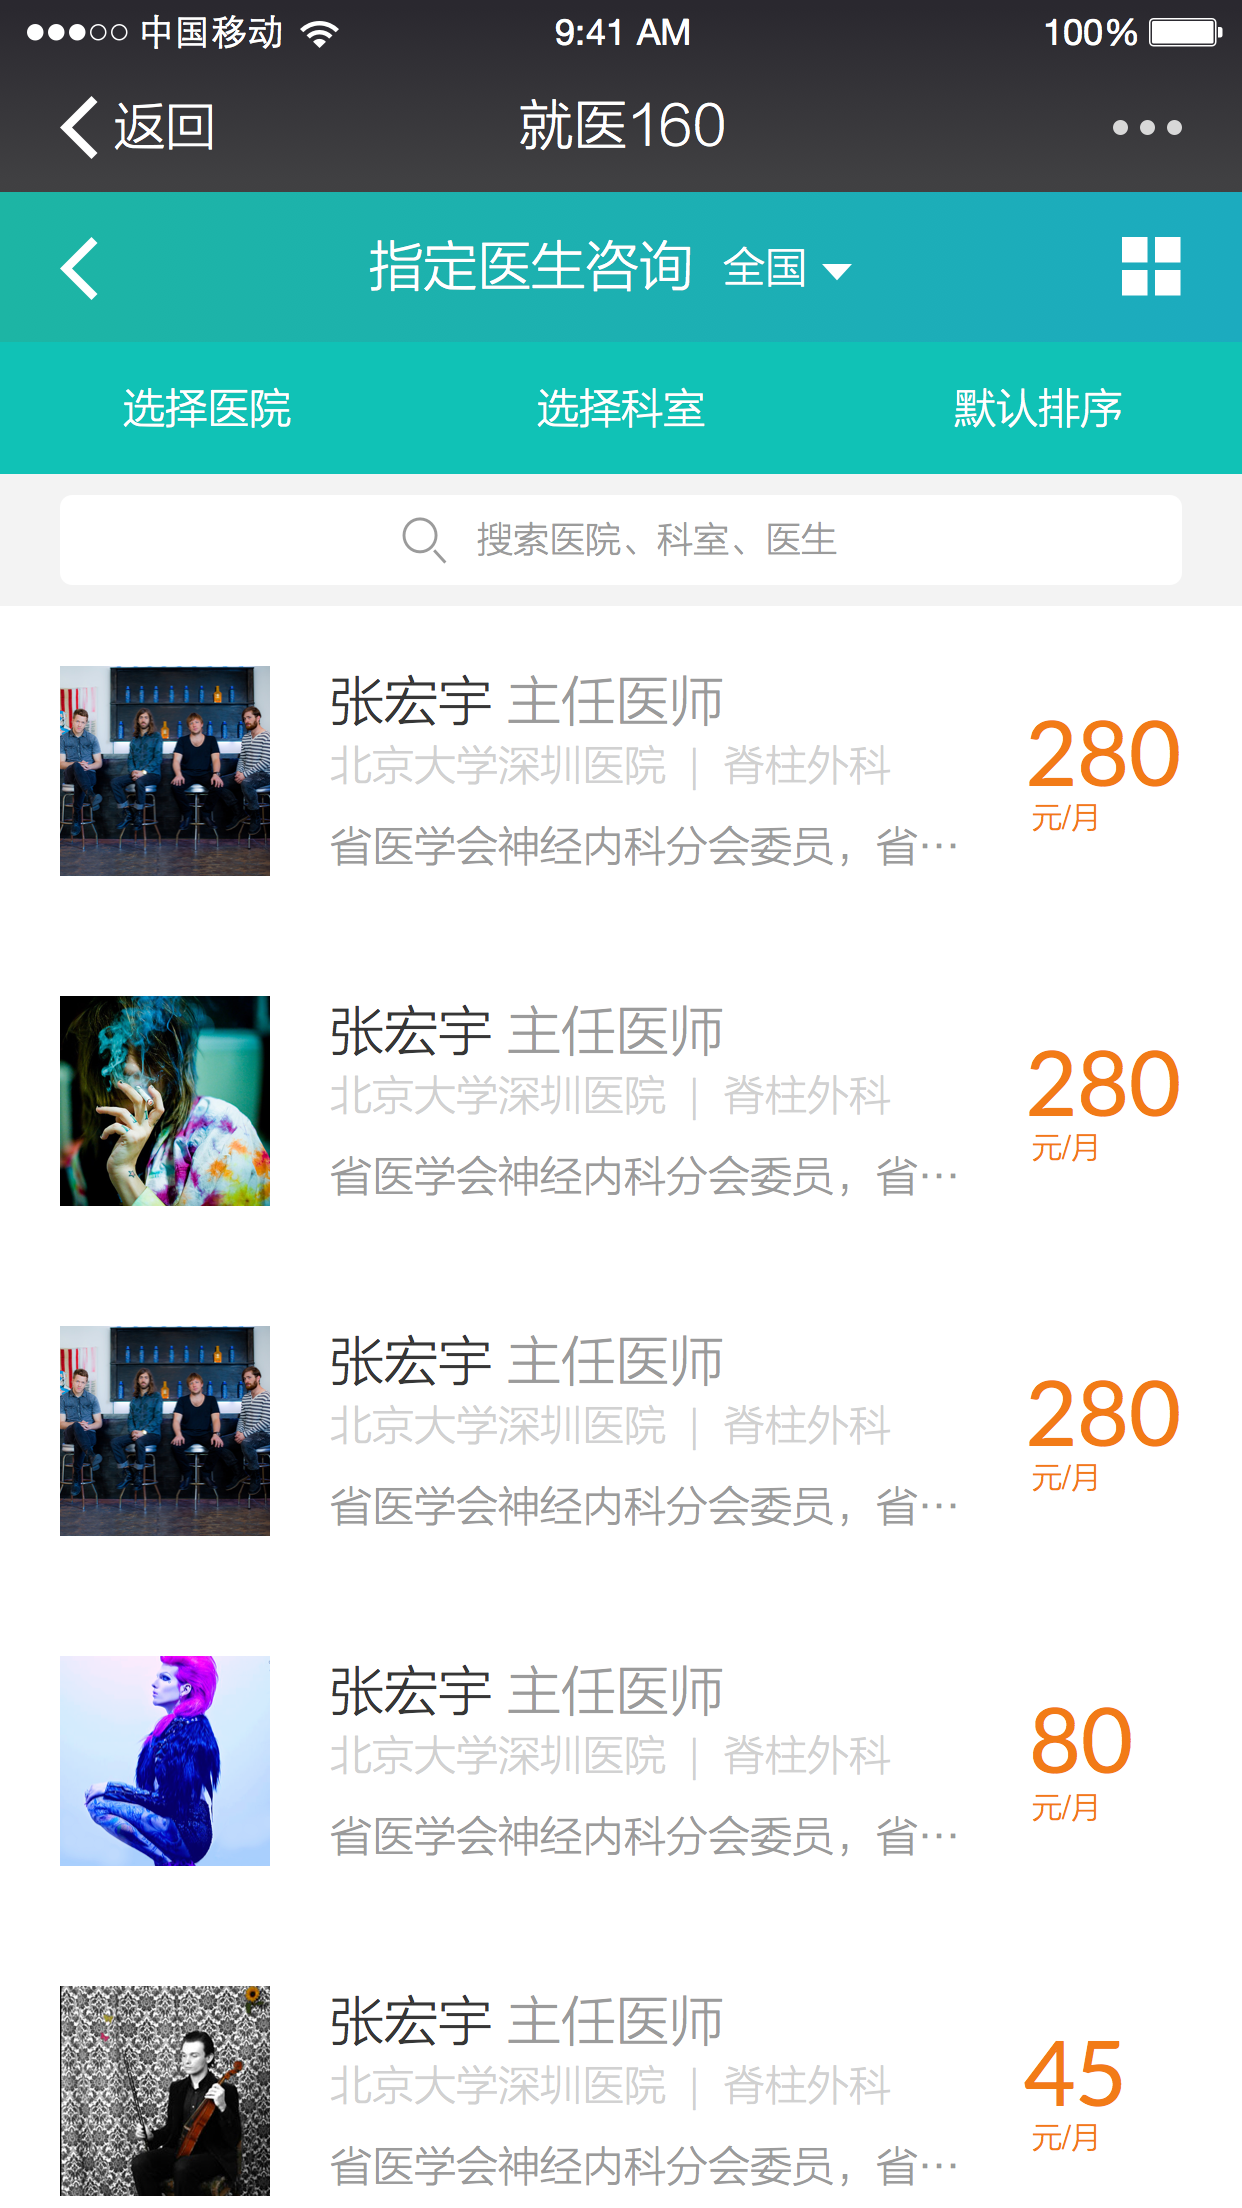 中国移动 9:41 AM 100%
返回 就医160
指定医生咨询 全国
选择医院 选择科室 默认排序
搜索医院、科室、医生
张宏宇 主任医师
北京大学深圳医院 | 脊柱外科
省医学会神经内科分会委员，省…
280
元/月
张宏宇 主任医师
北京大学深圳医院 | 脊柱外科
省医学会神经内科分会委员，省…
280
元/月
张宏宇 主任医师
北京大学深圳医院 | 脊柱外科
省医学会神经内科分会委员，省…
280
元/月
张宏宇 主任医师
北京大学深圳医院 | 脊柱外科
省医学会神经内科分会委员，省…
80
元/月
张宏宇 主任医师
北京大学深圳医院 | 脊柱外科
省医学会神经内科分会委员，省…
45
元/月